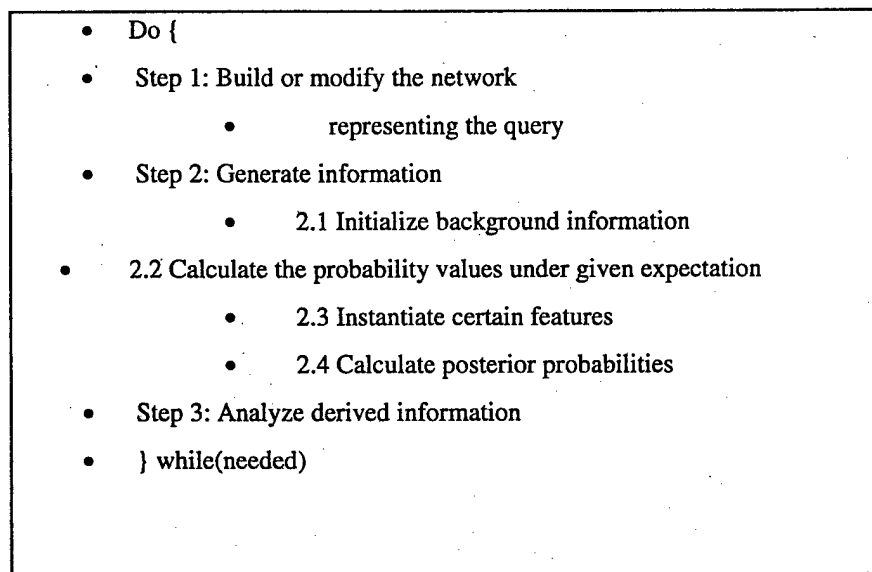 • Do {
• Step 1: Build or modify the network
• representing the query
• Step 2: Generate information
• 2.1 Initialize background information
• 2.2 Calculate the probability values under given expectation
• 2.3 Instantiate certain features
• 2.4 Calculate posterior probabilities
• Step 3: Analyze derived information
• } while(needed)